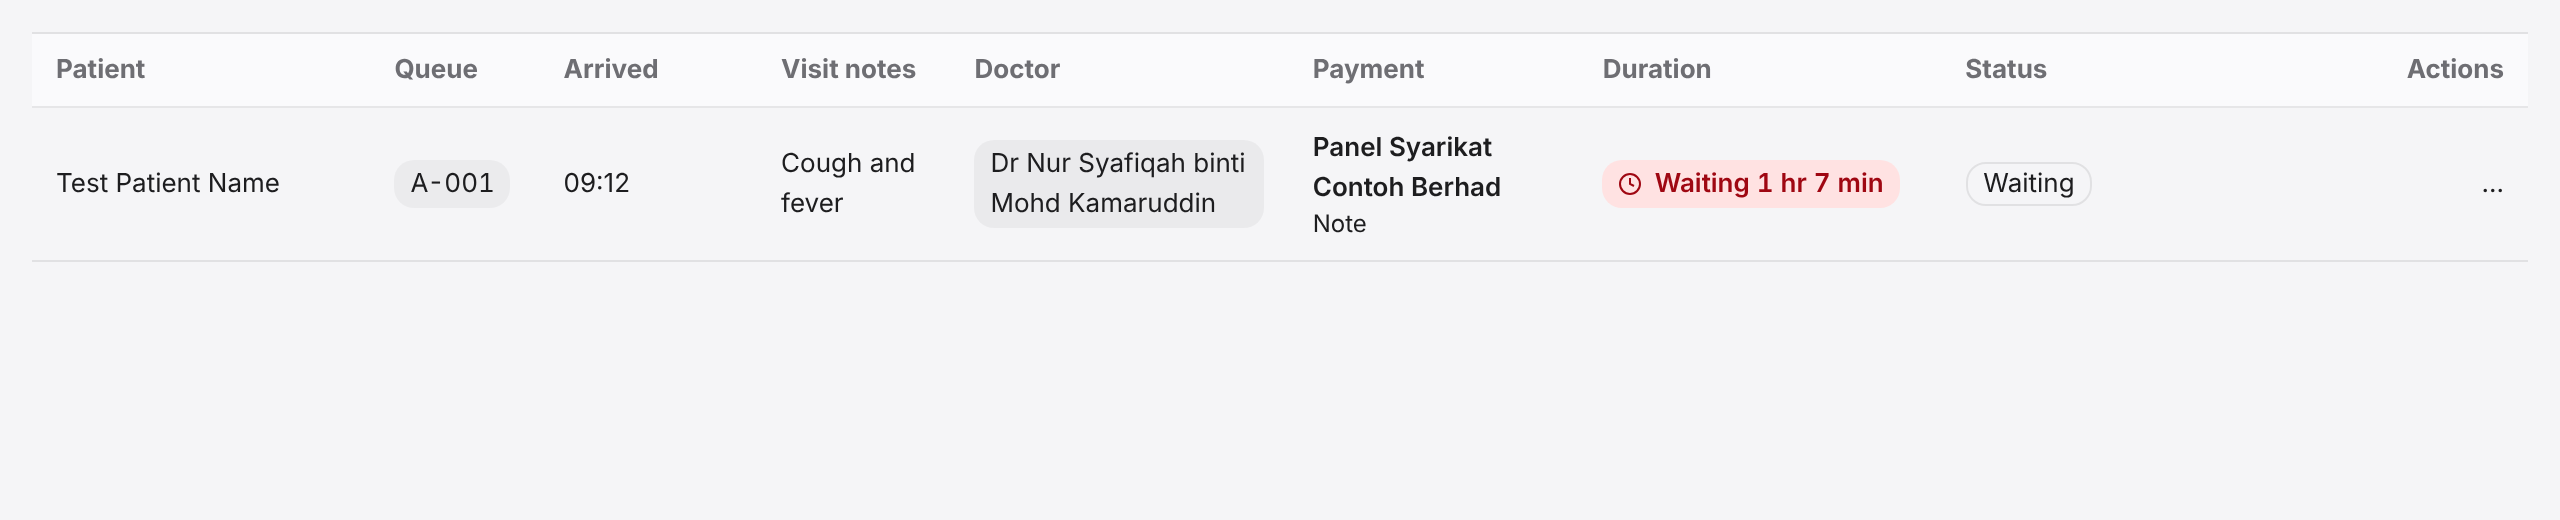 Patient Queue Arrived Visit notes Doctor Payment Duration Status Actions
Test Patient Name
A-001
09:12
Cough and
fever
Dr Nur Syafiqah binti
Mohd Kamaruddin
Panel Syarikat
Contoh Berhad
Note
Waiting 1 hr 7 min
Waiting
...